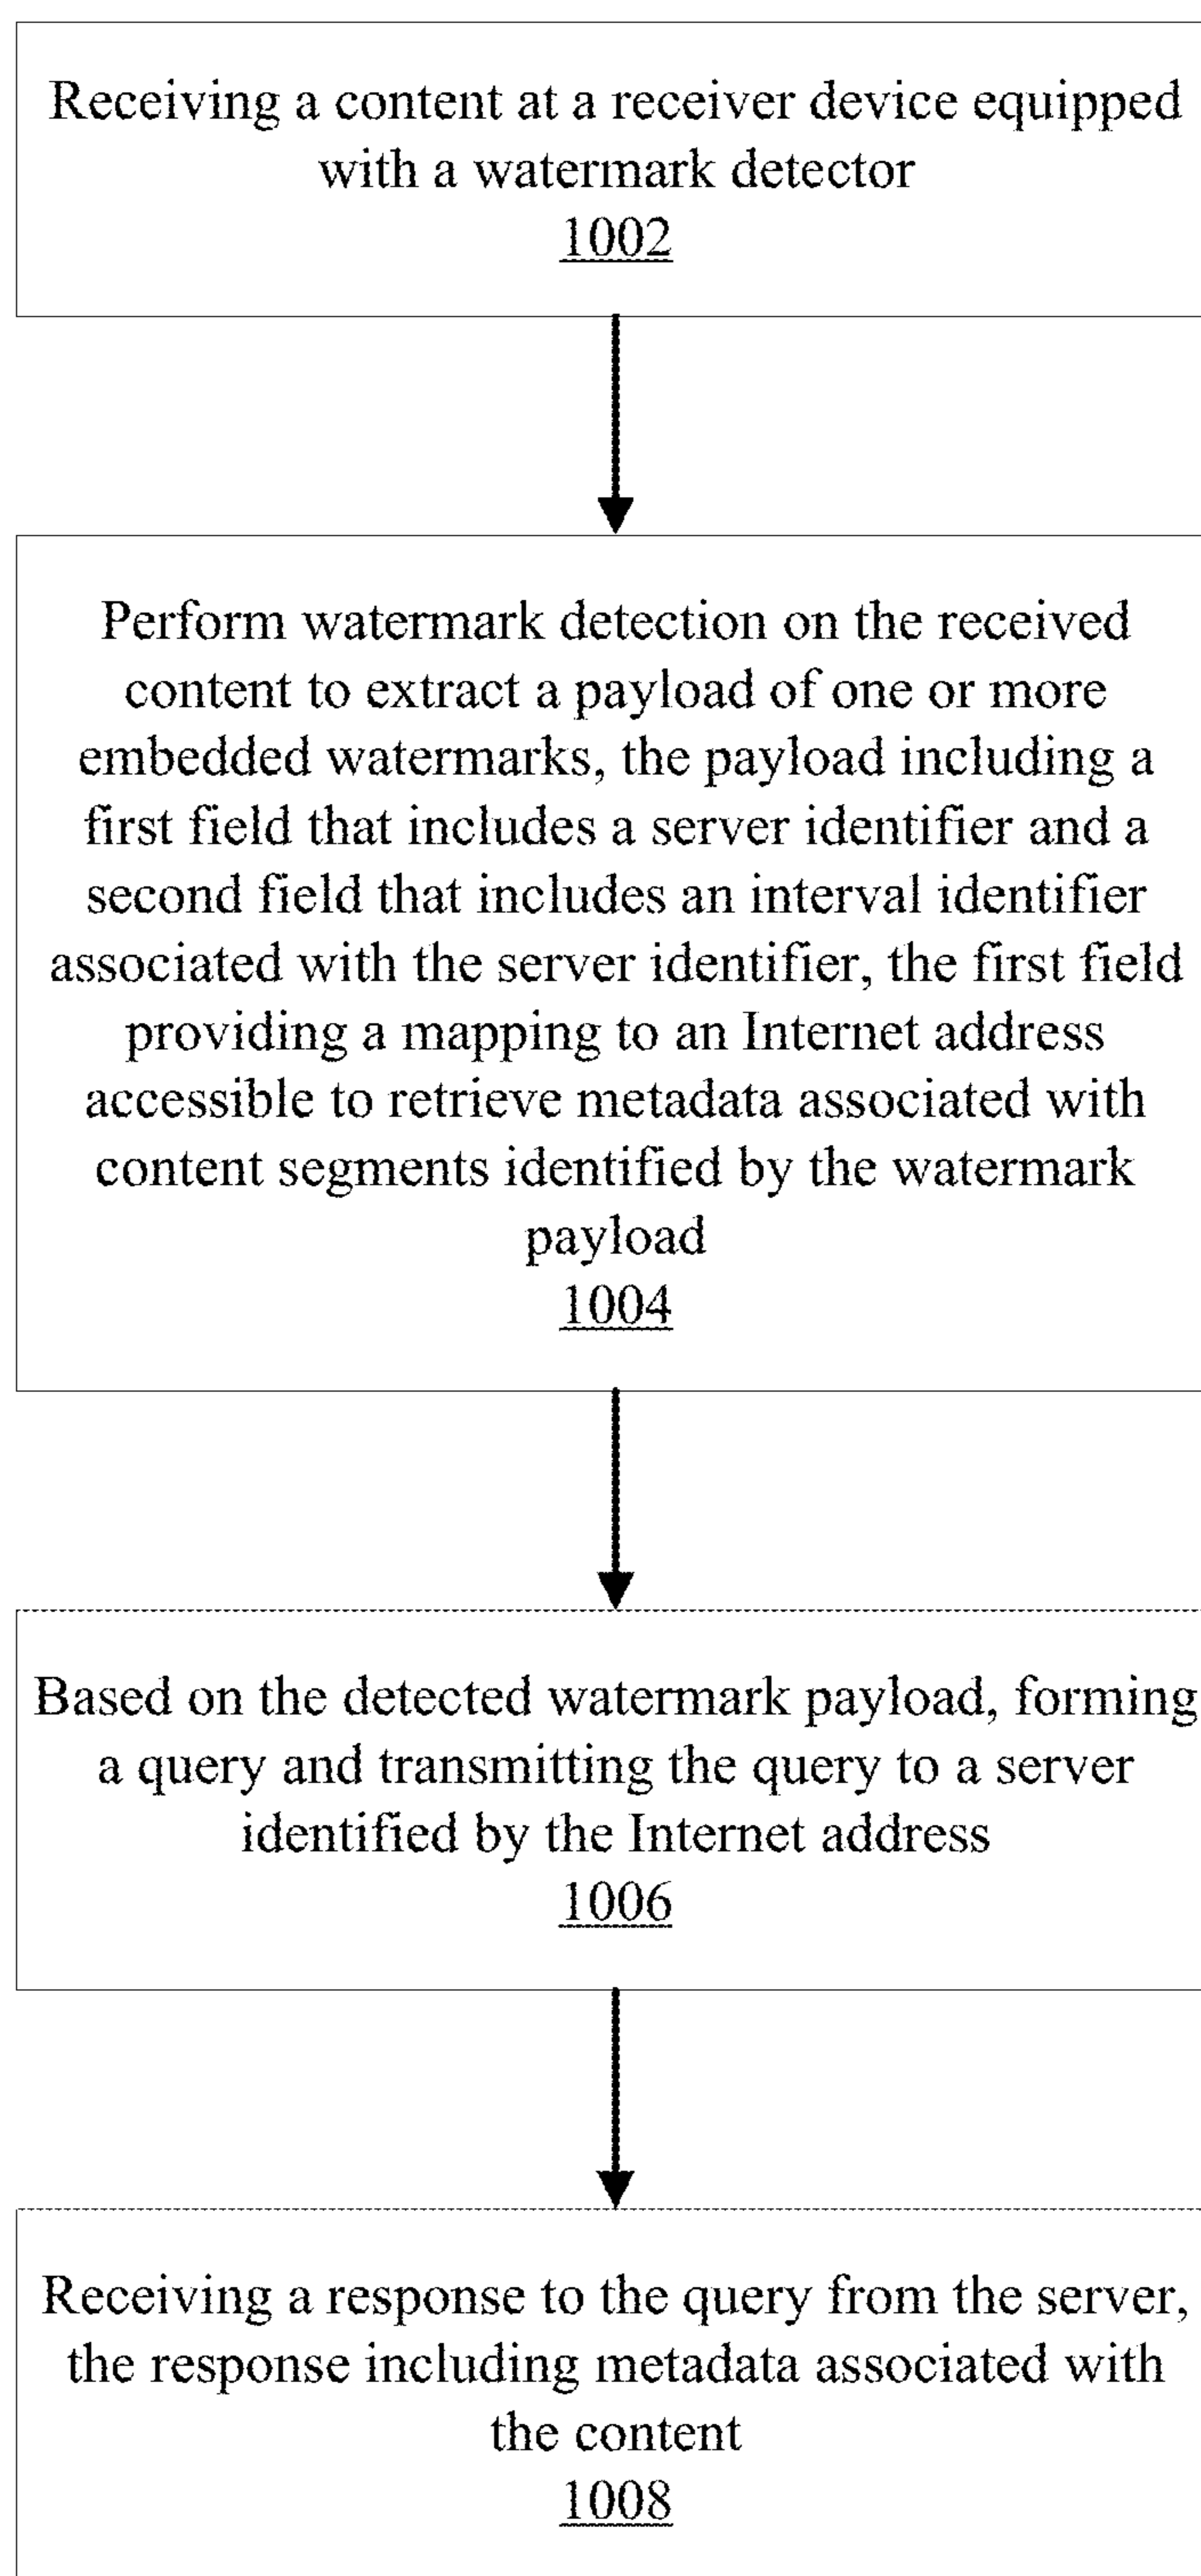 Receiving a content at a receiver device equipped
with a watermark detector
1002
Perform watermark detection on the received
content to extract a payload of one or more
embedded watermarks, the payload including a
first field that includes a server identifier and a
second field that includes an interval identifier
associated with the server identifier, the first field
providing a mapping to an Internet address
accessible to retrieve metadata associated with
content segments identified by the watermark
payload
1004
Based on the detected watermark payload, forming
a query and transmitting the query to a server
identified by the Internet address
1006
Receiving a response to the query from the server,
the response including metadata associated with
the content
1008